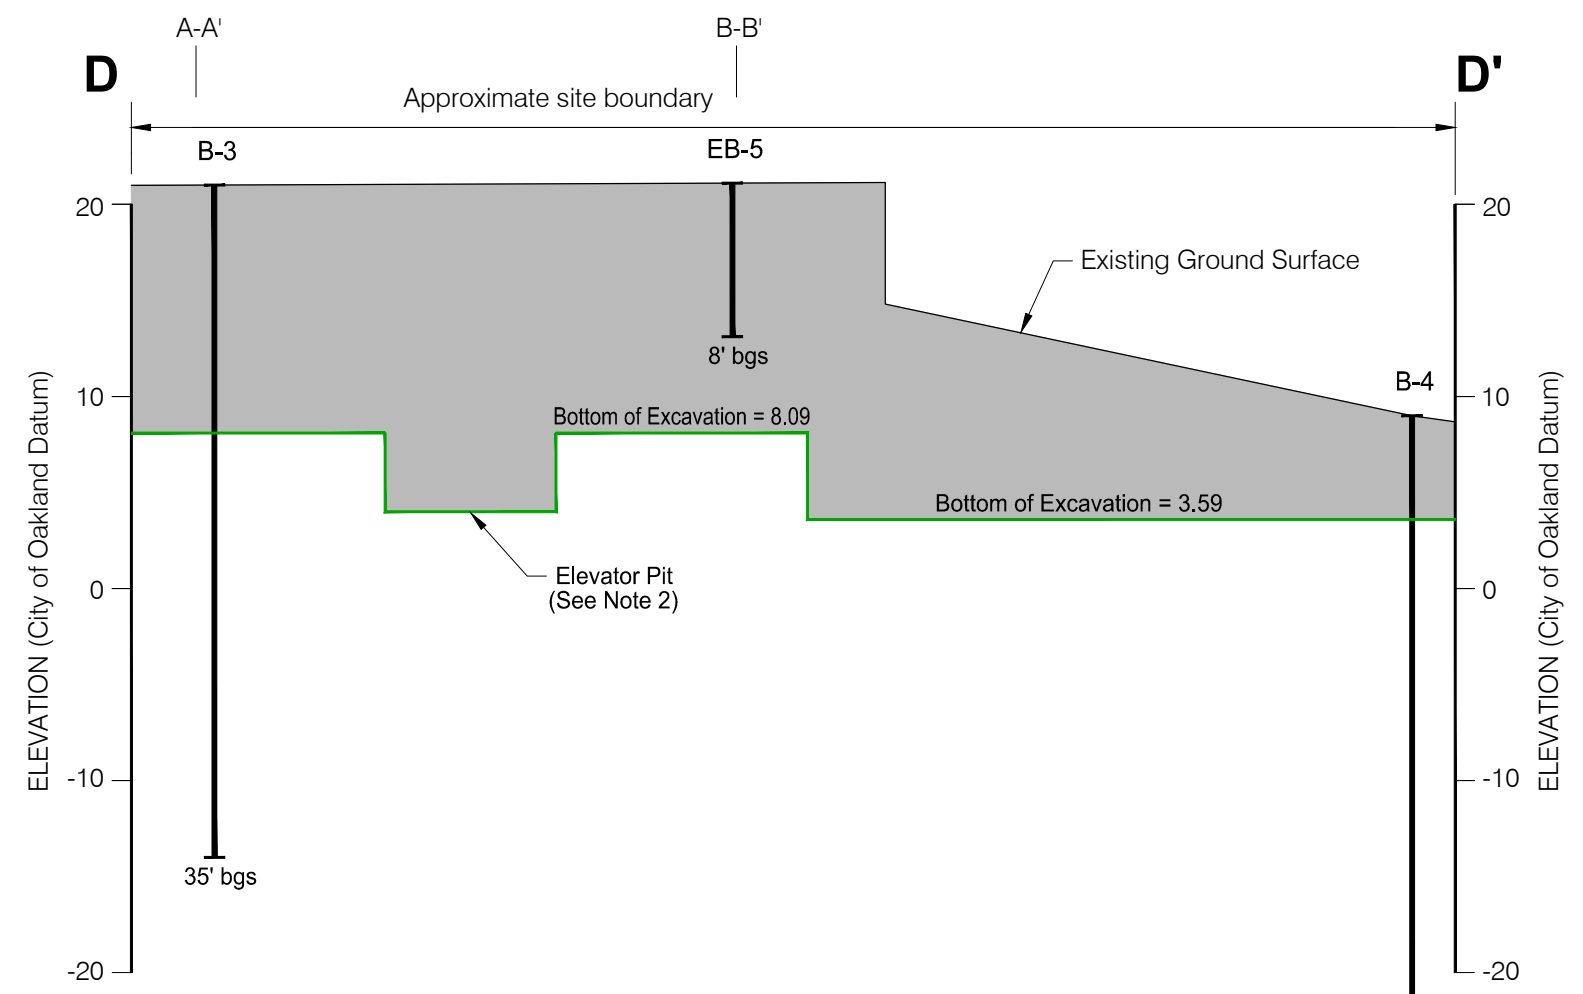 A-A'
B-B'
D
D'
Approximate site boundary
B-3
EB-5
20
20
Existing Ground Surface
8' bgs
B-4
10
10
Bottom of Excavation = 8.09
Bottom of Excavation = 3.59
ELEVATION (City of Oakland Datum)
ELEVATION (City of Oakland Datum)
Elevator Pit
(See Note 2)
0
0
-10
-10
35' bgs
-20
-20